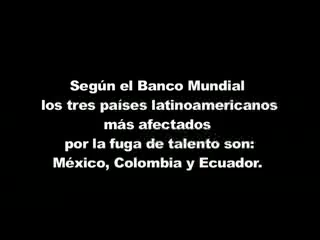 Según el Banco Mundial
los tres países latinoamericanos
más afectados
por la fuga de talento son:
México, Colombia y Ecuador.